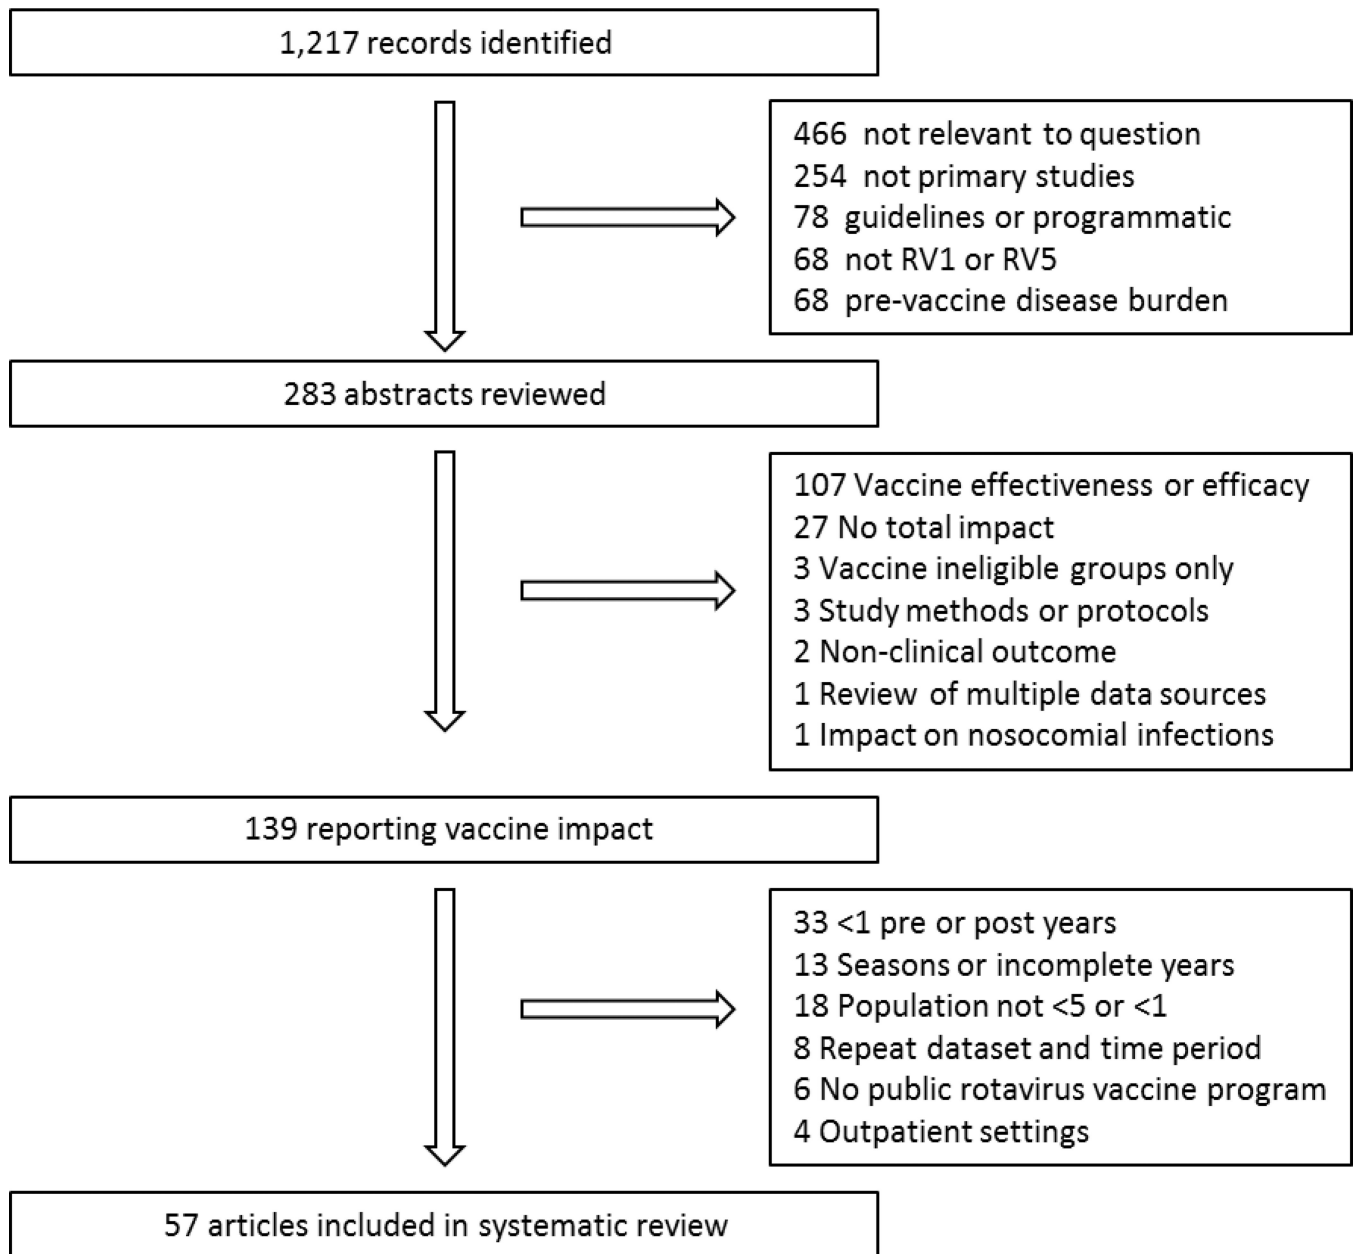 1,217 records identified
466 not relevant to question
254 not primary studies
78 guidelines or programmatic
68 not RV1 or RV5
68 pre-vaccine disease burden
283 abstracts reviewed
107 Vaccine effectiveness or efficacy
27 No total impact
3 Vaccine ineligible groups only
3 Study methods or protocols
2 Non-clinical outcome
1 Review of multiple data sources
1 Impact on nosocomial infections
139 reporting vaccine impact
33 <1 pre or post years
13 Seasons or incomplete years
18 Population not <5 or <1
8 Repeat dataset and time period
6 No public rotavirus vaccine program
4 Outpatient settings
57 articles included in systematic review